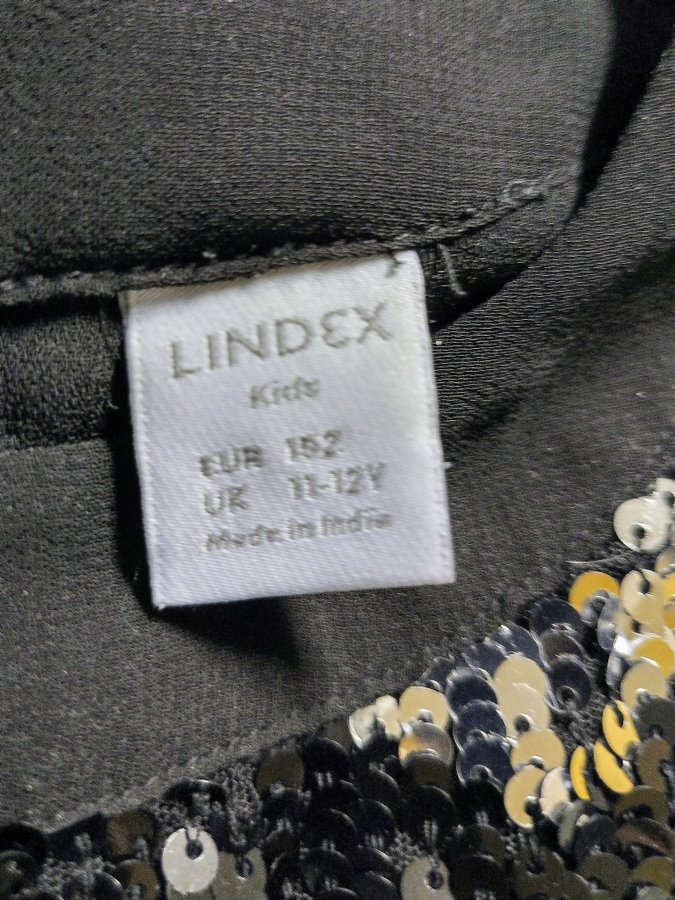 LINDEX
Kids
EUR 152
UK 11-12Y
Made in India